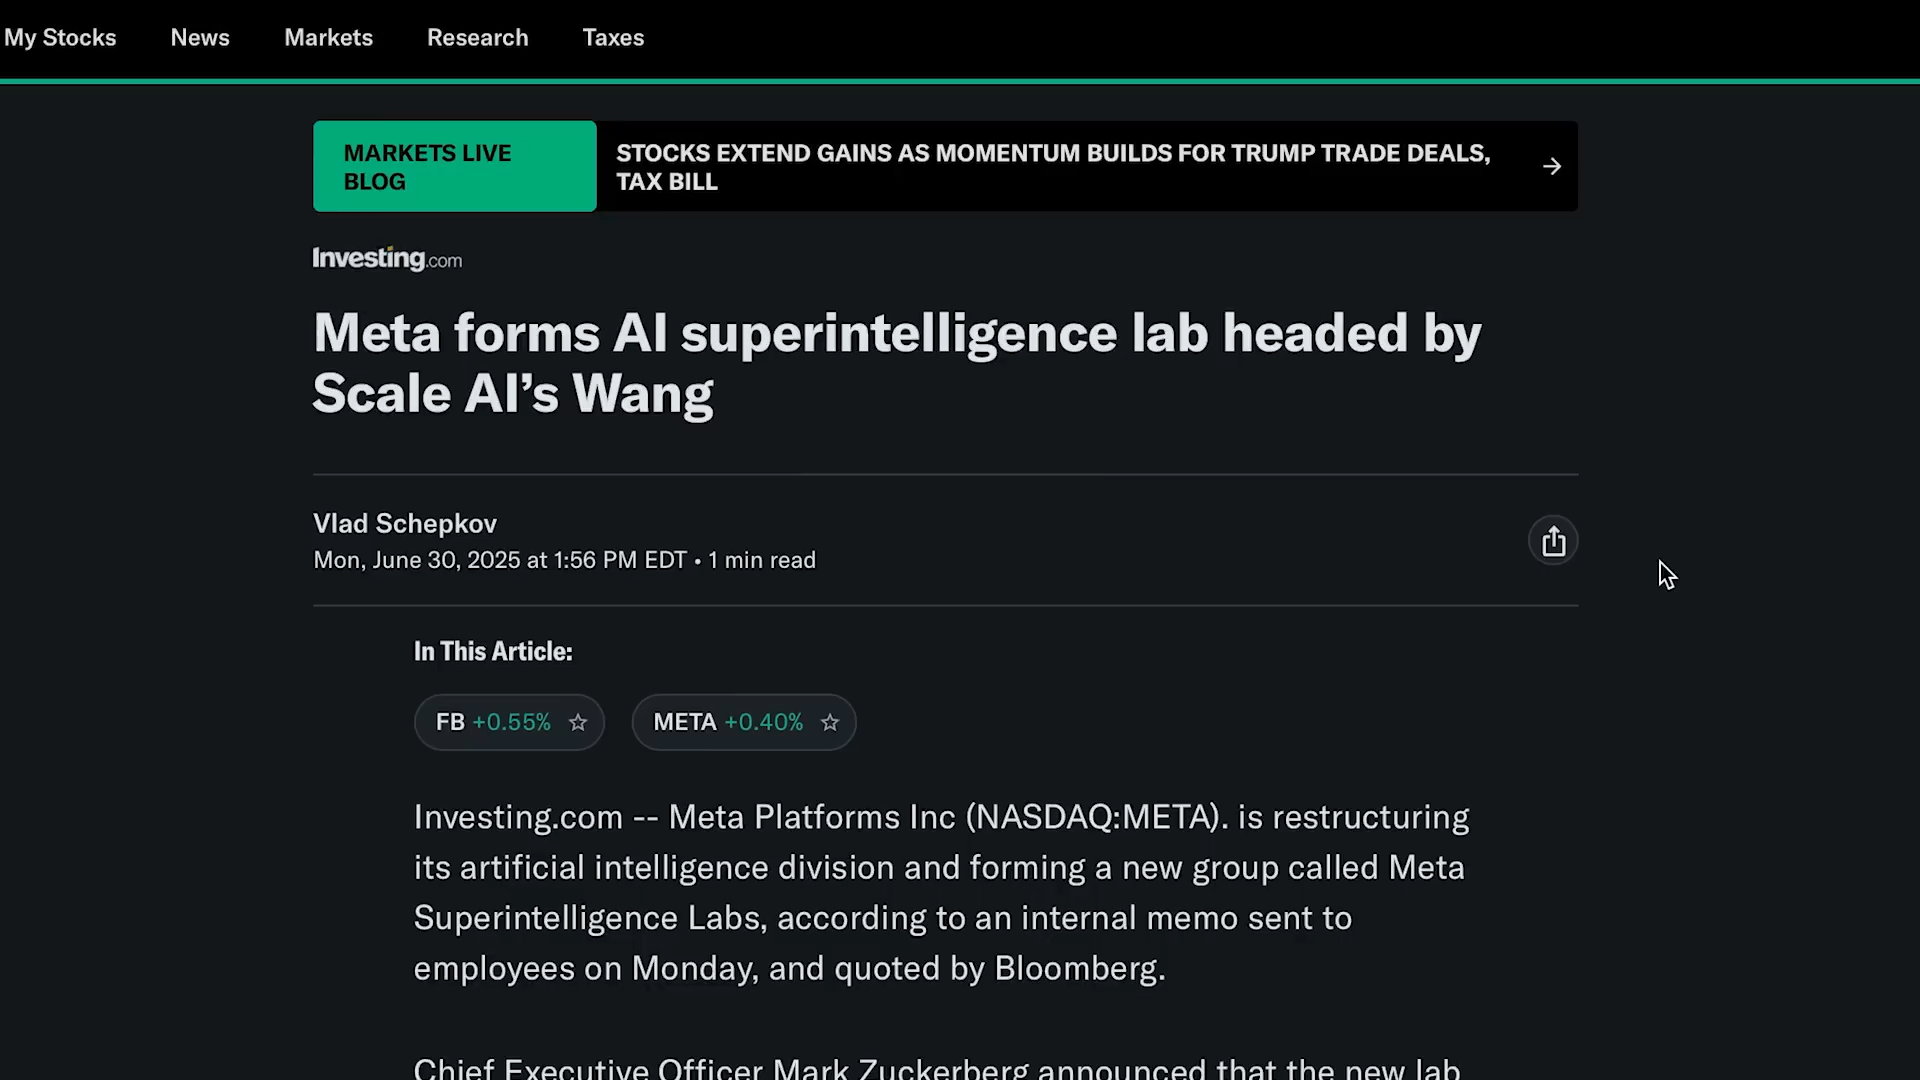 My Stocks News Markets Research Taxes
MARKETS LIVE
BLOG
STOCKS EXTEND GAINS AS MOMENTUM BUILDS FOR TRUMP TRADE DEALS,
TAX BILL
Investing.com
Meta forms AI superintelligence lab headed by
Scale AI’s Wang
Vlad Schepkov
Mon, June 30, 2025 at 1:56 PM EDT • 1 min read
In This Article:
FB +0.55% META +0.40%
Investing.com -- Meta Platforms Inc (NASDAQ:META). is restructuring
its artificial intelligence division and forming a new group called Meta
Superintelligence Labs, according to an internal memo sent to
employees on Monday, and quoted by Bloomberg.
Chief Executive Officer Mark Zuckerberg announced that the new lab